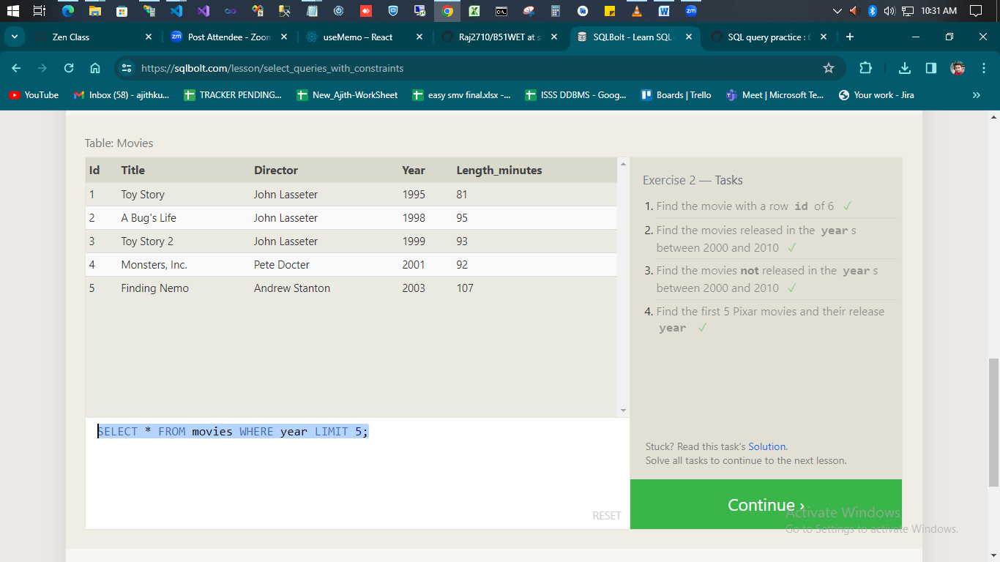 10:31 AM
Zen Class
Post Attendee - Zoom
useMemo – React
Raj2710/B51WET at s
SQLBolt - Learn SQL -
SQL query practice : 6
https://sqlbolt.com/lesson/select_queries_with_constraints
YouTube
Inbox (58) - ajithku...
TRACKER PENDING...
New_Ajith-WorkSheet
easy smv final.xlsx -...
ISSS DDBMS - Goog...
Boards | Trello
Meet | Microsoft Te...
Your work - Jira
Table: Movies
Id Title Director Year Length_minutes
1 Toy Story John Lasseter 1995 81
2 A Bug's Life John Lasseter 1998 95
3 Toy Story 2 John Lasseter 1999 93
4 Monsters, Inc. Pete Docter 2001 92
5 Finding Nemo Andrew Stanton 2003 107
SELECT * FROM movies WHERE year LIMIT 5;
RESET
Exercise 2 — Tasks
1. Find the movie with a row id of 6 ✓
2. Find the movies released in the year s
between 2000 and 2010 ✓
3. Find the movies not released in the year s
between 2000 and 2010 ✓
4. Find the first 5 Pixar movies and their release
year ✓
Stuck? Read this task's Solution.
Solve all tasks to continue to the next lesson.
Continue ›
Activate Windows
Go to Settings to activate Windows.